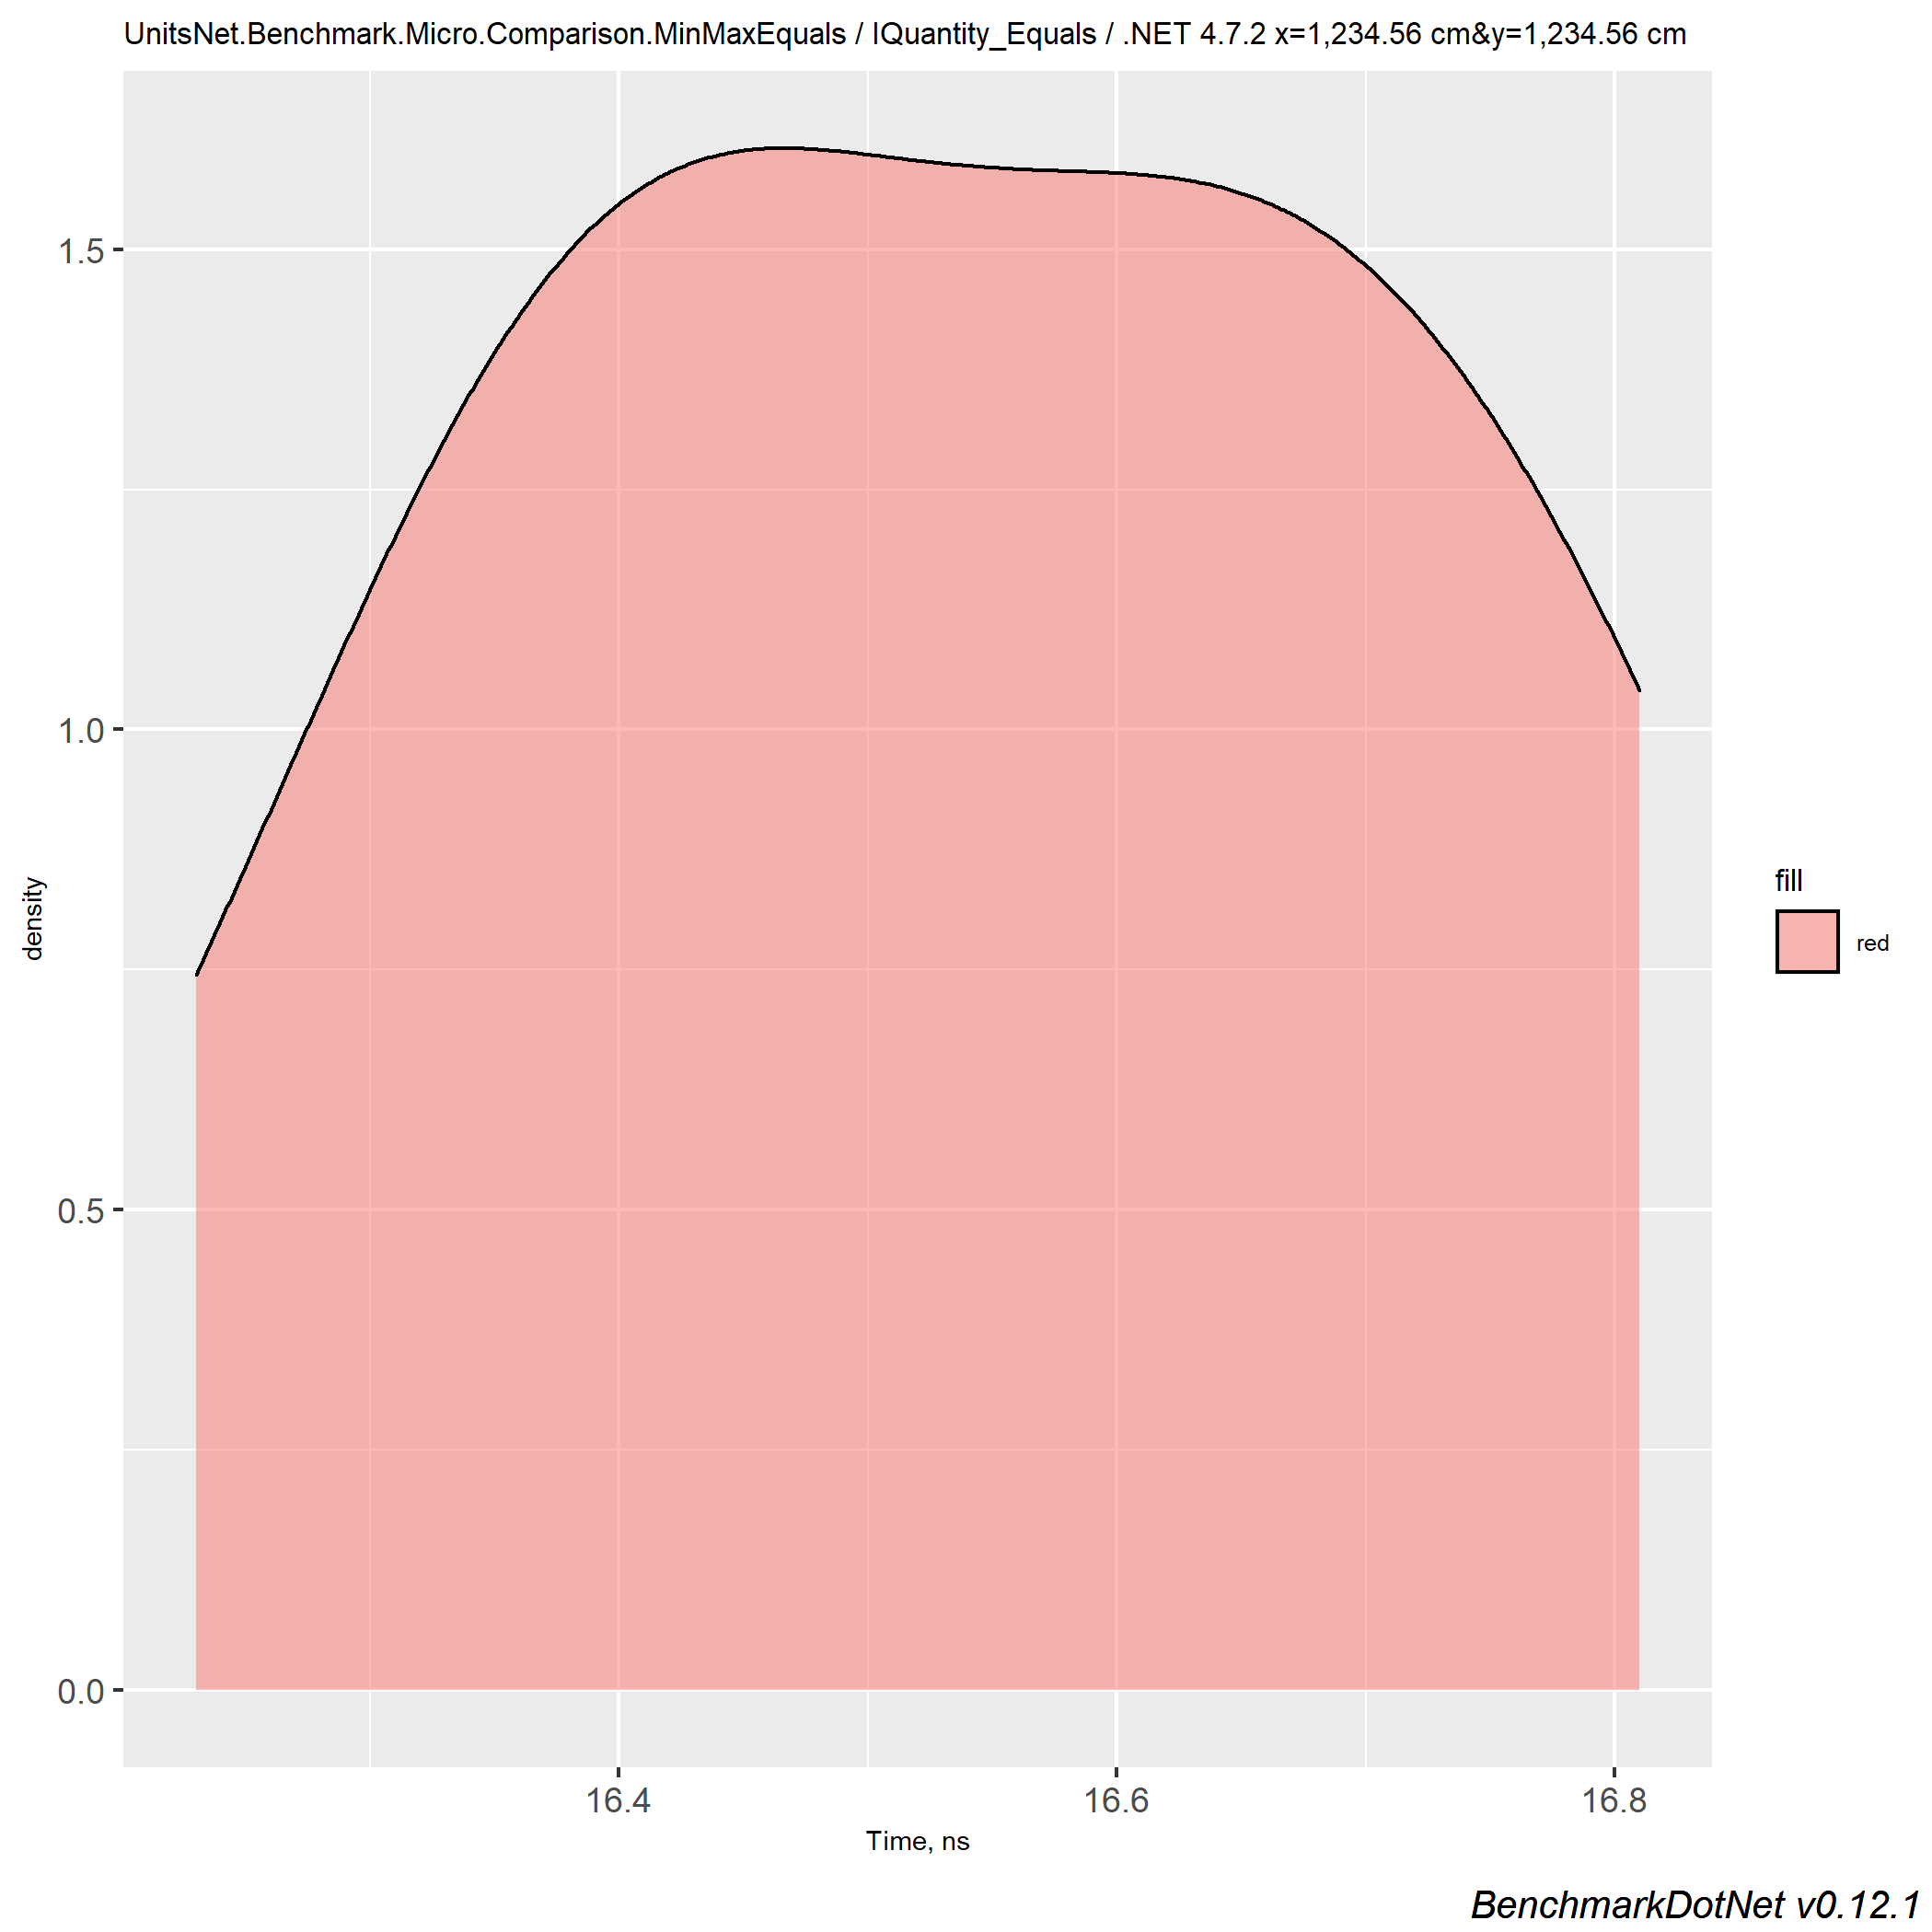 UnitsNet.Benchmark.Micro.Comparison.MinMaxEquals / IQuantity_Equals / .NET 4.7.2 x=1,234.56 cm&y=1,234.56 cm
1.5
1.0
0.5
0.0
density
fill
red
16.4 16.6 16.8
Time, ns
BenchmarkDotNet v0.12.1